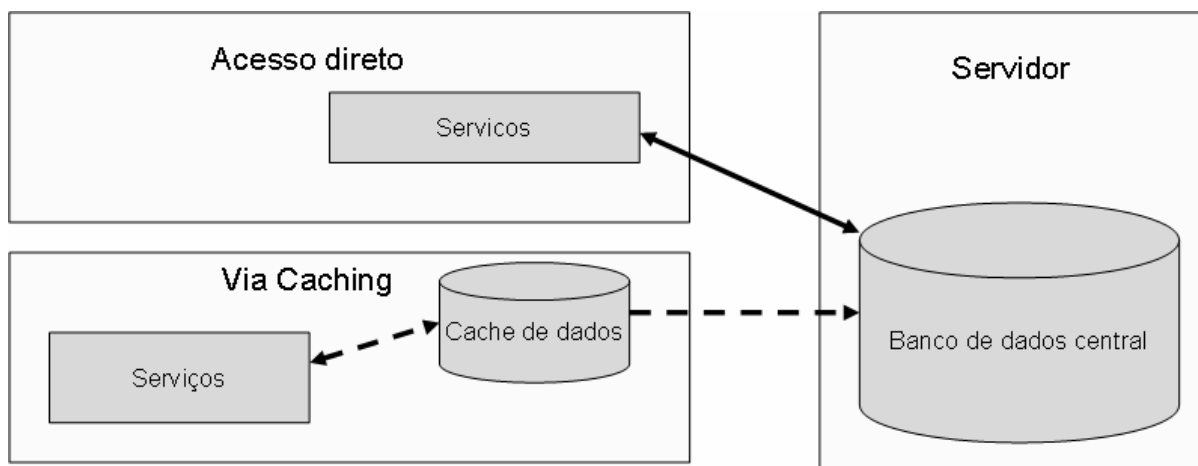 Acesso direto
Servicos
Via Caching
Cache de dados
Serviços
Servidor
Banco de dados central